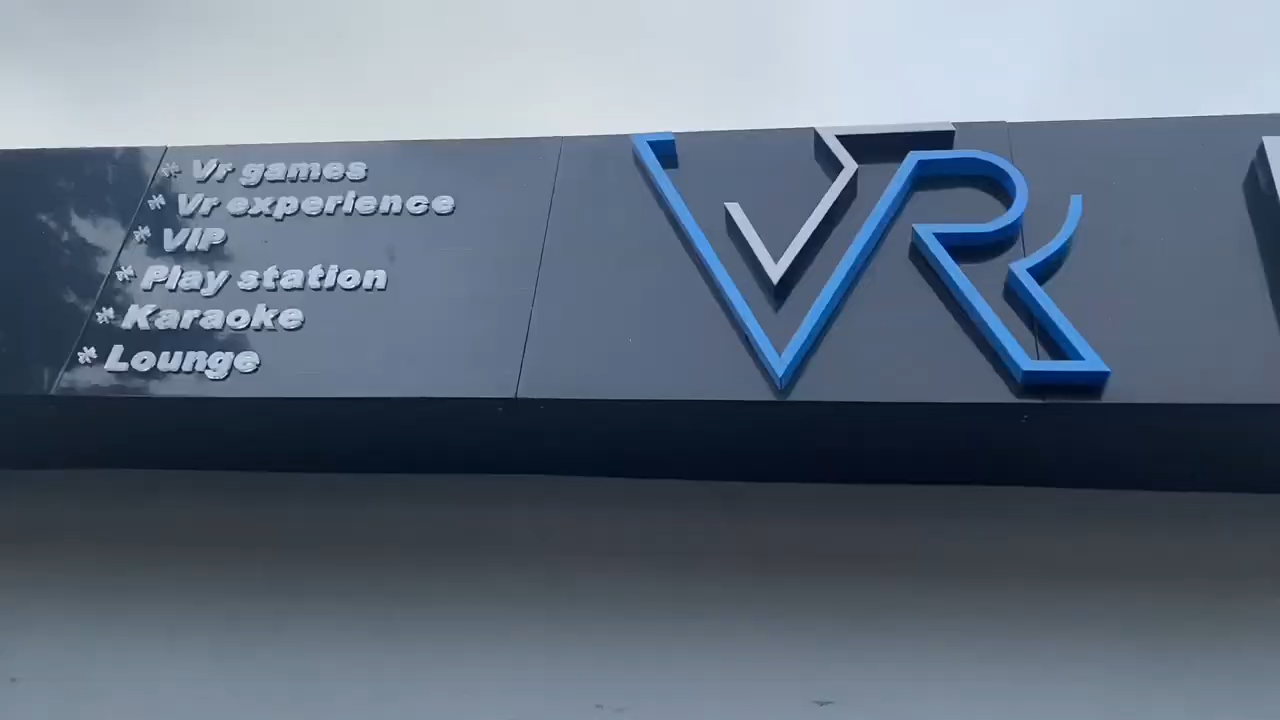 * Vr games
* Vr experience
* VIP
* Play station
* Karaoke
* Lounge
VR